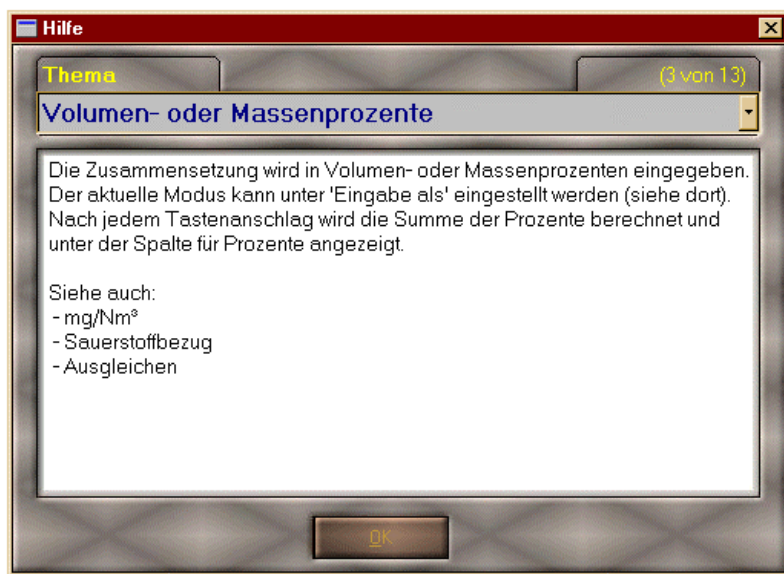 Hilfe
Thema
(3 von 13)
Volumen- oder Massenprozente
Die Zusammensetzung wird in Volumen- oder Massenprozenten eingegeben.
Der aktuelle Modus kann unter 'Eingabe als' eingestellt werden (siehe dort).
Nach jedem Tastenanschlag wird die Summe der Prozente berechnet und
unter der Spalte für Prozente angezeigt.
Siehe auch:
- mg/Nm³
- Sauerstoffbezug
- Ausgleichen
OK